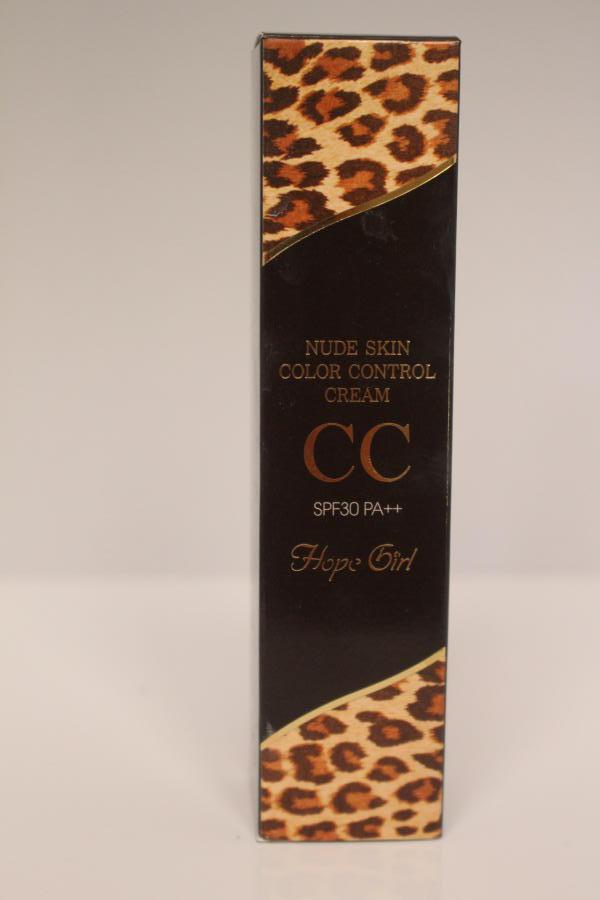 NUDE SKIN
COLOR CONTROL
CREAM
CC
SPF30 PA++
Hope Girl